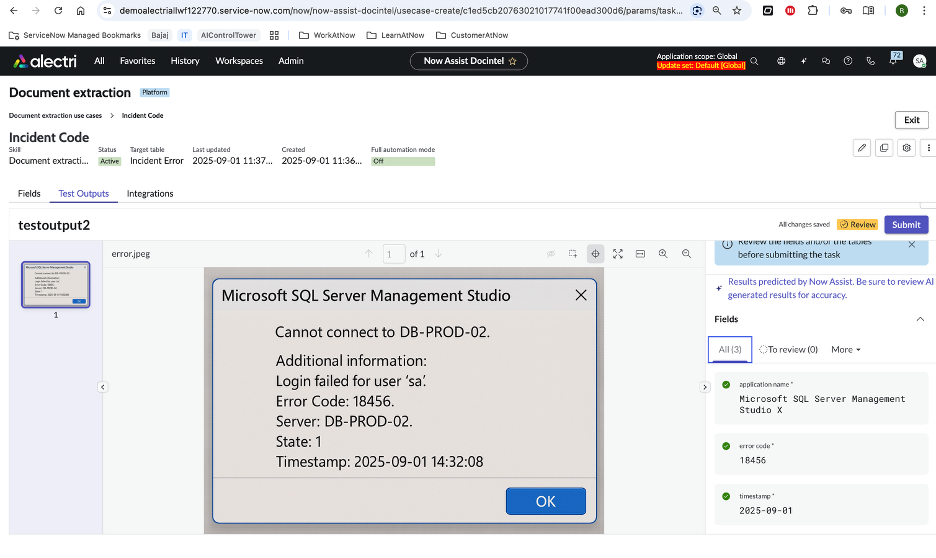 demoalectriallwf122770.service-now.com/now/now-assist-docintel/usecase-create/c1ed5cb20763021017741f00ead300d6/params/task...
R
ServiceNow Managed Bookmarks
Bajaj
IT
AIControlTower
WorkAtNow
LearnAtNow
CustomerAtNow
alectri
All
Favorites
History
Workspaces
Admin
Now Assist Docintel
Application scope: Global
Update set: Default [Global]
72
SA
Document extraction
Platform
Document extraction use cases > Incident Code
Exit
Incident Code
Skill
Document extracti...
Status
Active
Target table
Incident Error
Last updated
2025-09-01 11:37...
Created
2025-09-01 11:36...
Full automation mode
Off
Fields
Test Outputs
Integrations
testoutput2
All changes saved
Review
Submit
1
error.jpeg
1 of 1
Microsoft SQL Server Management Studio
Cannot connect to DB-PROD-02.
Additional information:
Login failed for user ‘sa’.
Error Code: 18456.
Server: DB-PROD-02.
State: 1
Timestamp: 2025-09-01 14:32:08
OK
Review the fields and/or the tables
before submitting the task
Results predicted by Now Assist. Be sure to review AI
generated results for accuracy.
Fields
All (3)
To review (0)
More
application name *
Microsoft SQL Server Management
Studio X
error code *
18456
timestamp *
2025-09-01